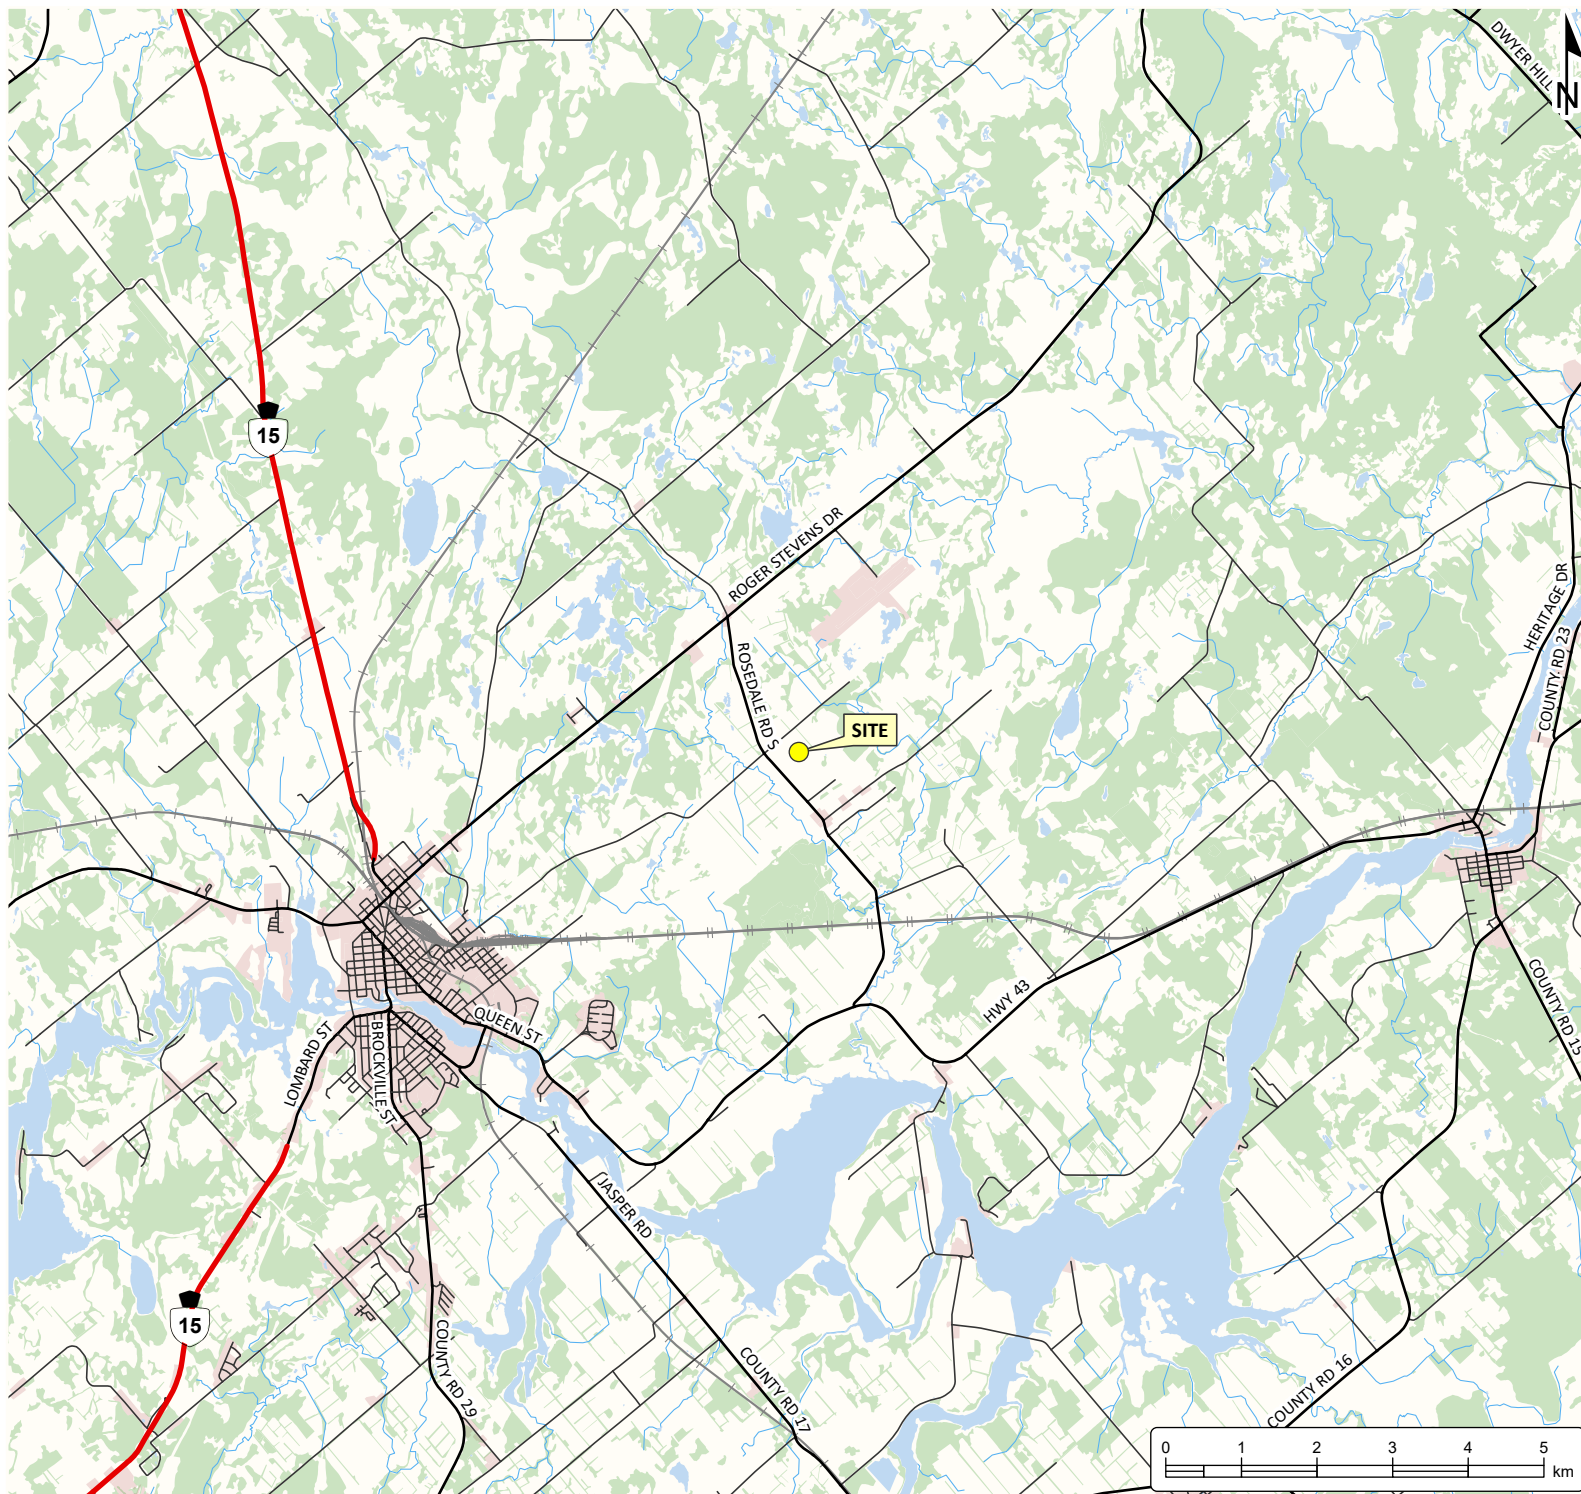 DWYER HILL
N
15
ROGER STEVENS DR
HERITAGE DR
COUNTY RD 23
ROSEDALE RD S
SITE
HWY 43
COUNTY RD 15
QUEEN ST
LOMBARD ST
BROCKVILLE ST
JASPER RD
15
COUNTY RD 29
COUNTY RD 17
COUNTY RD 16
0 1 2 3 4 5
km